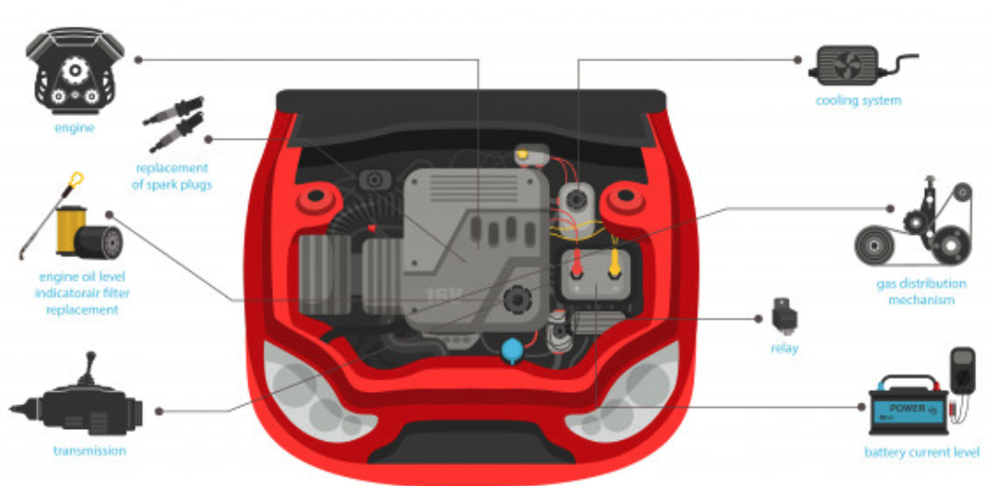 engine
replacement
of spark plugs
engine oil level
indicatorair filter
replacement
transmission
16V
cooling system
gas distribution
mechanism
relay
POWER
battery current level